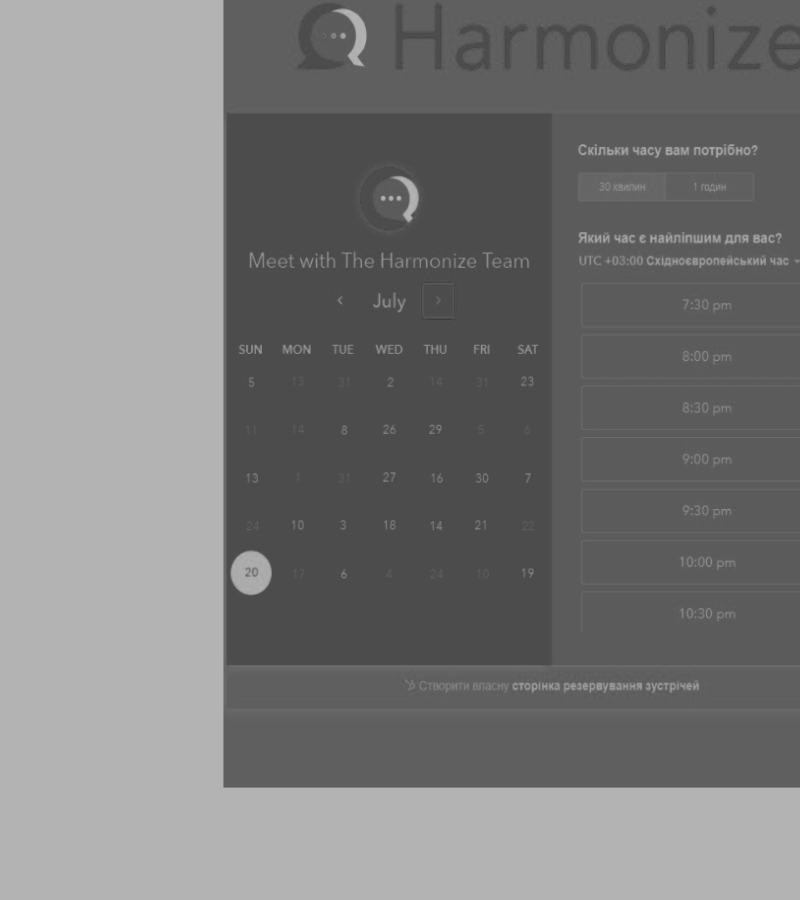 Harmonize
Meet with The Harmonize Team
July
SUN MON TUE WED THU FRI SAT
5 13 31 2 14 31 23
11 14 8 26 29 5 6
13 1 31 27 16 30 7
24 10 3 18 14 21 22
20 17 6 4 24 10 19
Скільки часу вам потрібно?
30 хвилин 1 годин
Який час є найліпшим для вас?
UTC +03:00 Східноєвропейський час
7:30 pm
8:00 pm
8:30 pm
9:00 pm
9:30 pm
10:00 pm
10:30 pm
Створити власну сторінка резервування зустрічей